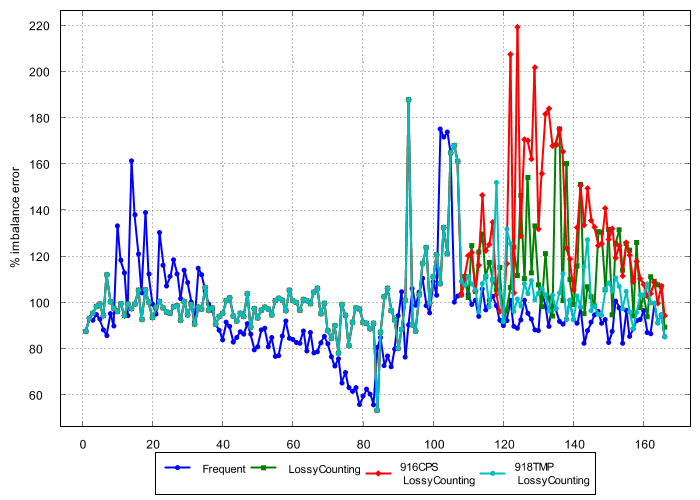 220
200
180
160
140
120
100
80
60
% imbalance error
0 20 40 60 80 100 120 140 160
Frequent LossyCounting 916CPS 918TMP
LossyCounting LossyCounting